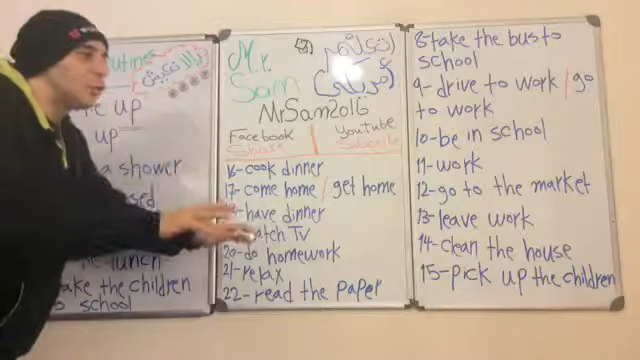 utines
up
up
a shower
lunch
take the children
to school
Mr
Sam
MrSam2016
Facebook
YouTube
Share
Subscribe
16-cook dinner
17-come home / get home
have dinner
watch TV
20-do homework
21-relax
22-read the paper
8-take the bus to
school
9-drive to work / go
to work
10-be in school
11-work
12-go to the market
13-leave work
14-clean the house
15-pick up the children